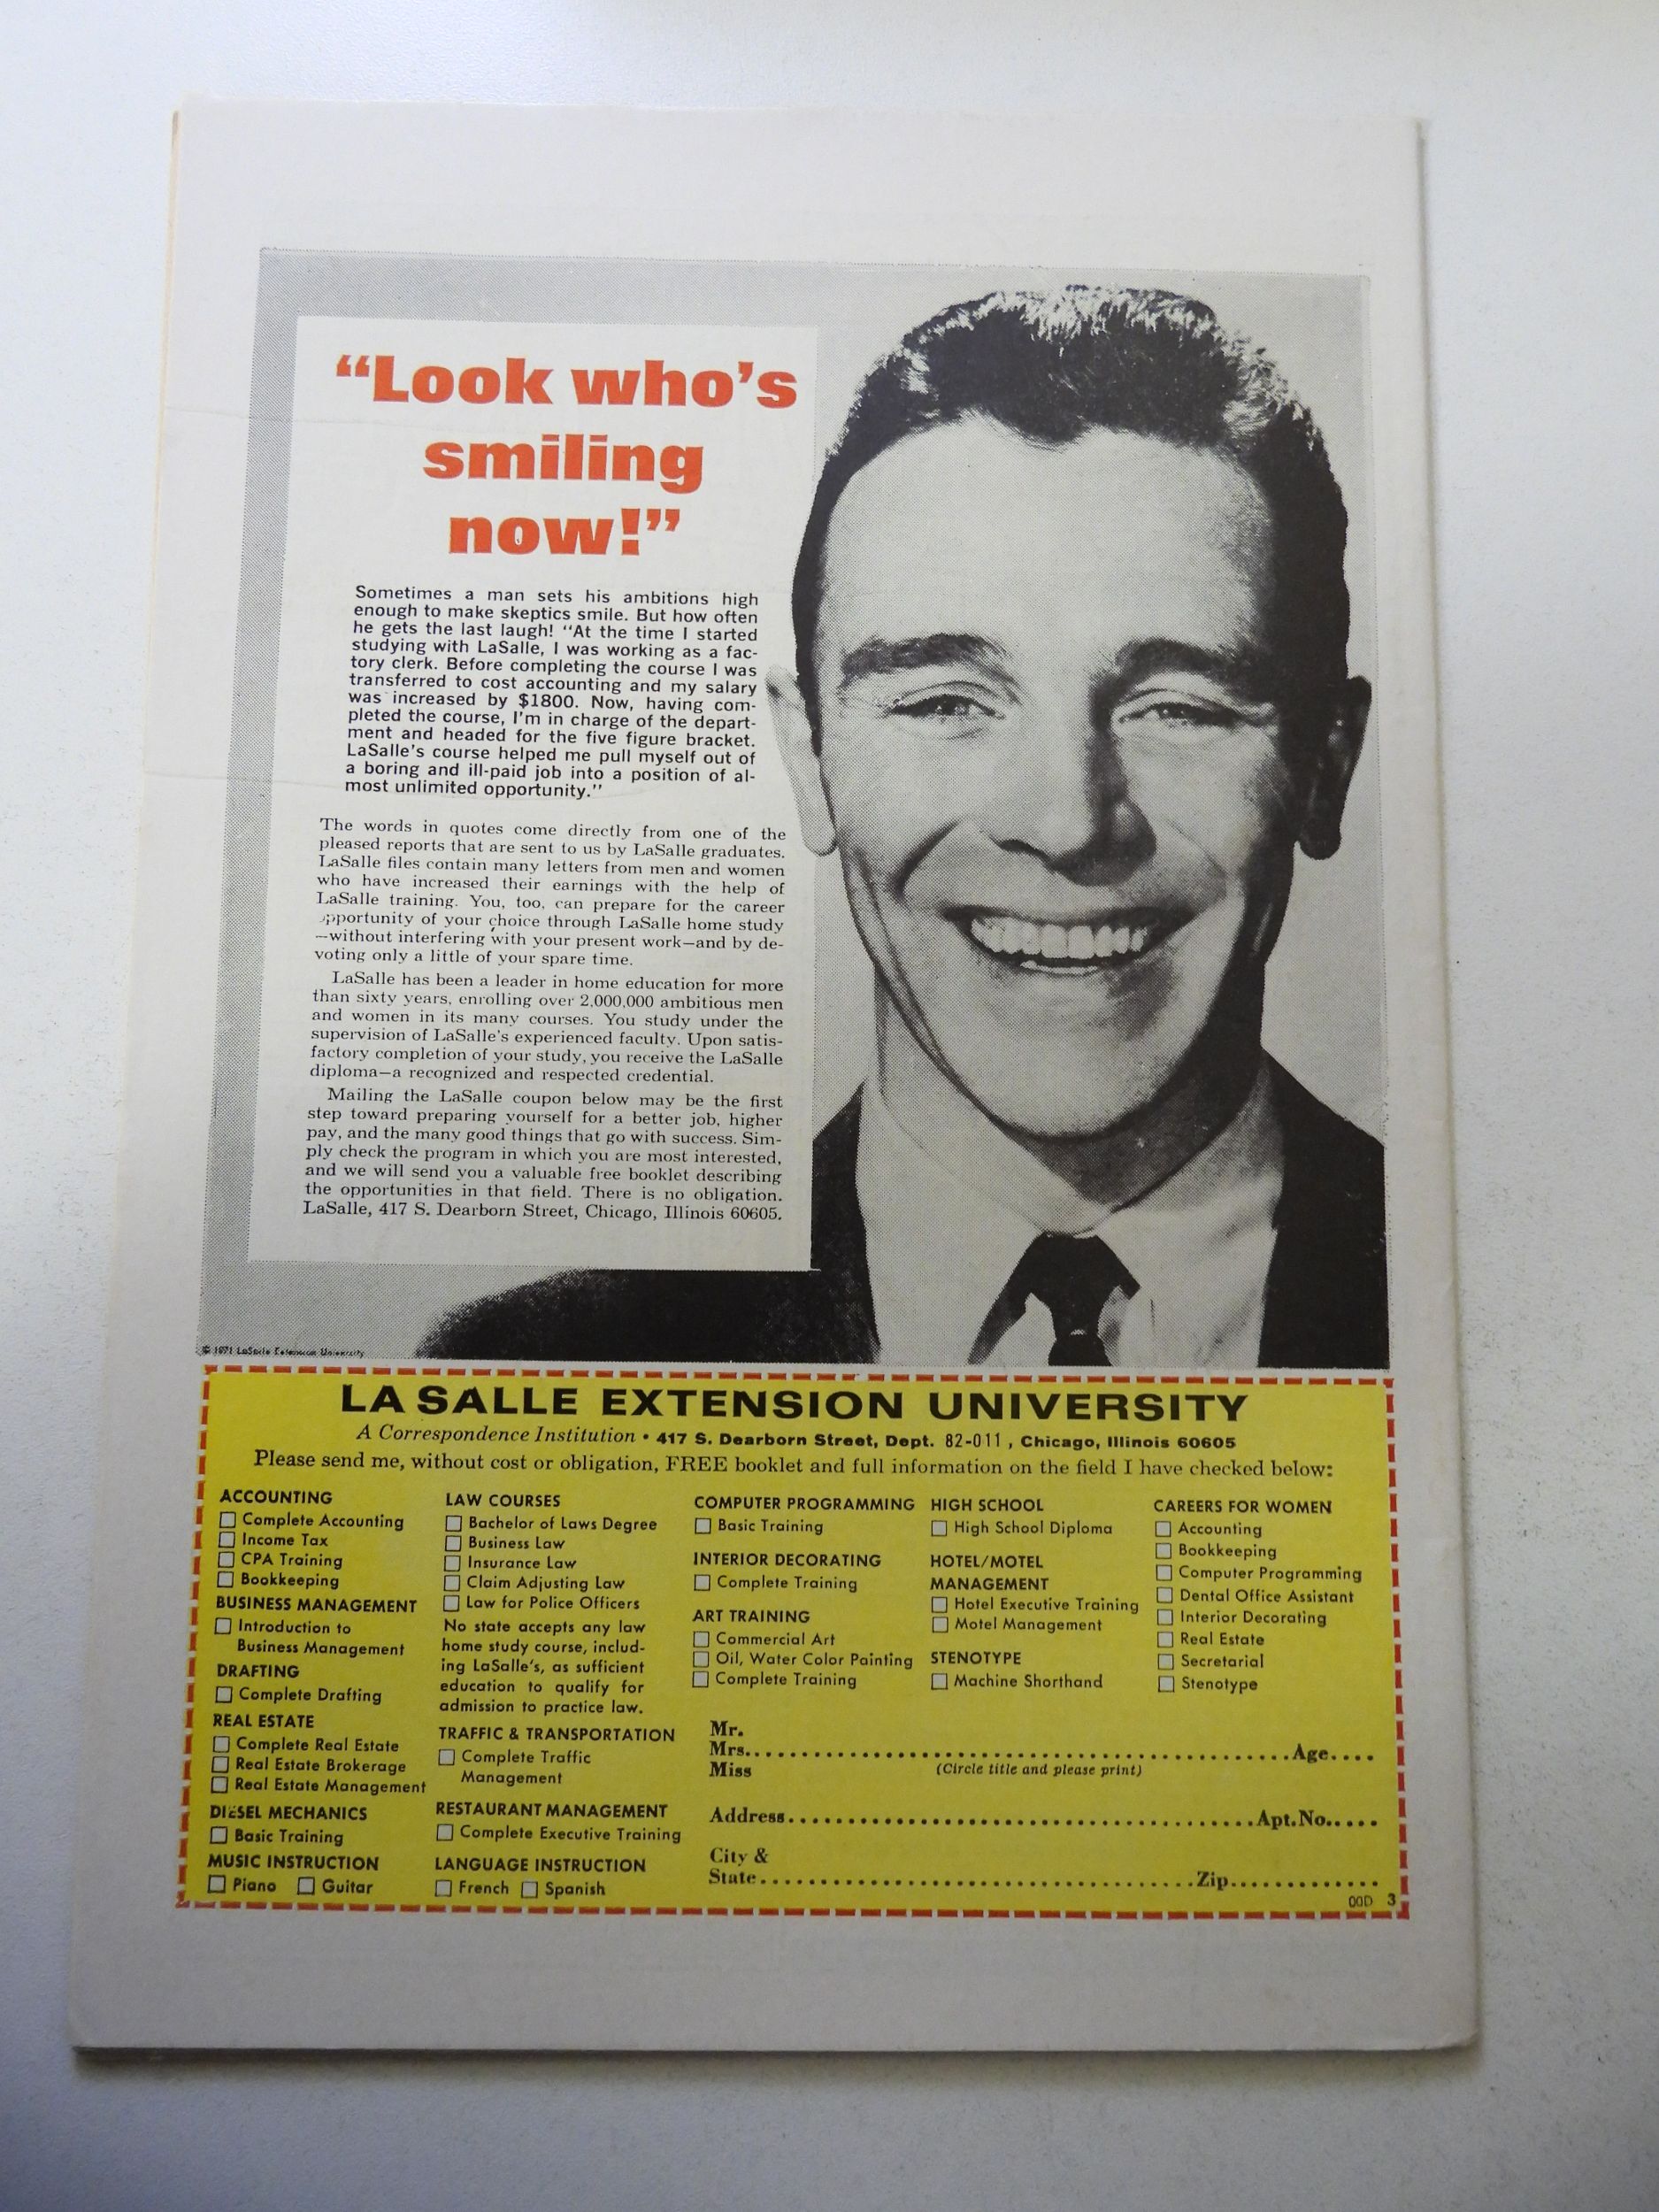 “Look who’s
smiling
now!”
Sometimes a man sets his ambitions high
enough to make skeptics smile. But how often
he gets the last laugh! “At the time I started
studying with LaSalle, I was working as a fac-
tory clerk. Before completing the course I was
transferred to cost accounting and my salary
was increased by $1800. Now, having com-
pleted the course, I’m in charge of the depart-
ment and headed for the five figure bracket.
LaSalle’s course helped me pull myself out of
a boring and ill-paid job into a position of al-
most unlimited opportunity.”
The words in quotes come directly from one of the
pleased reports that are sent to us by LaSalle graduates.
LaSalle files contain many letters from men and women
who have increased their earnings with the help of
LaSalle training. You, too, can prepare for the career
opportunity of your choice through LaSalle home study
—without interfering with your present work—and by de-
voting only a little of your spare time.
LaSalle has been a leader in home education for more
than sixty years, enrolling over 2,000,000 ambitious men
and women in its many courses. You study under the
supervision of LaSalle’s experienced faculty. Upon satis-
factory completion of your study, you receive the LaSalle
diploma—a recognized and respected credential.
Mailing the LaSalle coupon below may be the first
step toward preparing yourself for a better job, higher
pay, and the many good things that go with success. Sim-
ply check the program in which you are most interested,
and we will send you a valuable free booklet describing
the opportunities in that field. There is no obligation.
LaSalle, 417 S. Dearborn Street, Chicago, Illinois 60605.
© 1971 LaSalle Extension University
LA SALLE EXTENSION UNIVERSITY
A Correspondence Institution • 417 S. Dearborn Street, Dept. 82-011, Chicago, Illinois 60605
Please send me, without cost or obligation, FREE booklet and full information on the field I have checked below:
ACCOUNTING
Complete Accounting
Income Tax
CPA Training
Bookkeeping
BUSINESS MANAGEMENT
Introduction to
Business Management
DRAFTING
Complete Drafting
REAL ESTATE
Complete Real Estate
Real Estate Brokerage
Real Estate Management
DIESEL MECHANICS
Basic Training
MUSIC INSTRUCTION
Piano Guitar
LAW COURSES
Bachelor of Laws Degree
Business Law
Insurance Law
Claim Adjusting Law
Law for Police Officers
No state accepts any law
home study course, includ-
ing LaSalle’s, as sufficient
education to qualify for
admission to practice law.
TRAFFIC & TRANSPORTATION
Complete Traffic
Management
RESTAURANT MANAGEMENT
Complete Executive Training
LANGUAGE INSTRUCTION
French Spanish
COMPUTER PROGRAMMING
Basic Training
INTERIOR DECORATING
Complete Training
ART TRAINING
Commercial Art
Oil, Water Color Painting
Complete Training
HIGH SCHOOL
High School Diploma
HOTEL/MOTEL
MANAGEMENT
Hotel Executive Training
Motel Management
STENOTYPE
Machine Shorthand
CAREERS FOR WOMEN
Accounting
Bookkeeping
Computer Programming
Dental Office Assistant
Interior Decorating
Real Estate
Secretarial
Stenotype
Mr.
Mrs. Age
Miss (Circle title and please print)
Address Apt. No.
City &
State Zip
00D 3